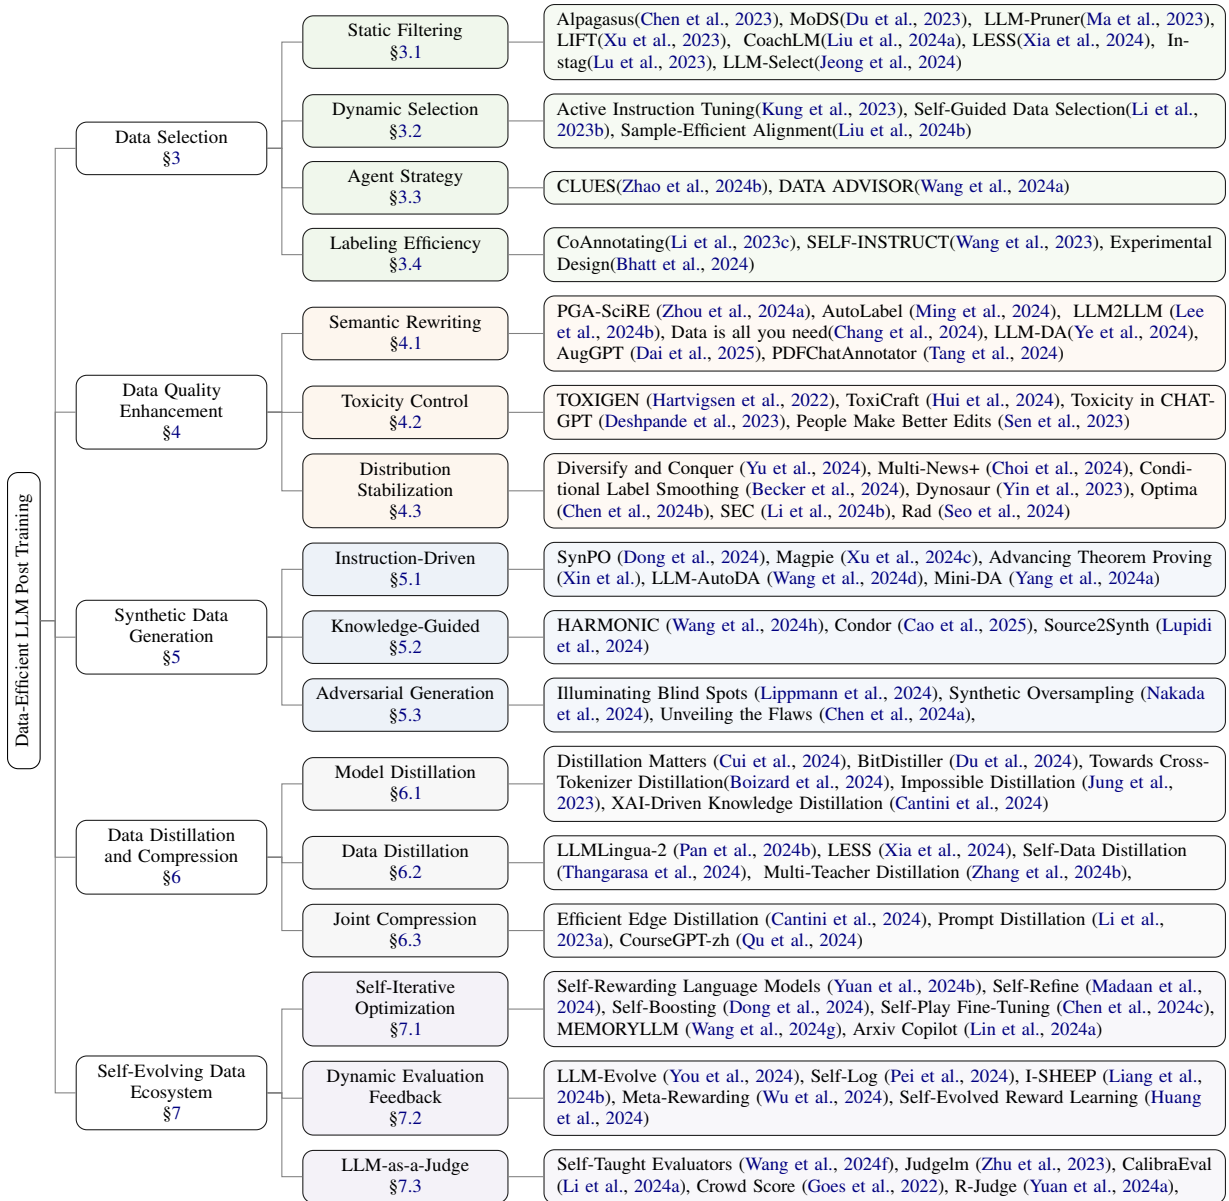 Data-Efficient LLM Post Training
Data Selection
§3
Static Filtering
§3.1
Alpagasus(Chen et al., 2023), MoDS(Du et al., 2023), LLM-Pruner(Ma et al., 2023),
LIFT(Xu et al., 2023), CoachLM(Liu et al., 2024a), LESS(Xia et al., 2024), In-
stag(Lu et al., 2023), LLM-Select(Jeong et al., 2024)
Dynamic Selection
§3.2
Active Instruction Tuning(Kung et al., 2023), Self-Guided Data Selection(Li et al.,
2023b), Sample-Efficient Alignment(Liu et al., 2024b)
Agent Strategy
§3.3
CLUES(Zhao et al., 2024b), DATA ADVISOR(Wang et al., 2024a)
Labeling Efficiency
§3.4
CoAnnotating(Li et al., 2023c), SELF-INSTRUCT(Wang et al., 2023), Experimental
Design(Bhatt et al., 2024)
Data Quality
Enhancement
§4
Semantic Rewriting
§4.1
PGA-SciRE (Zhou et al., 2024a), AutoLabel (Ming et al., 2024), LLM2LLM (Lee
et al., 2024b), Data is all you need(Chang et al., 2024), LLM-DA(Ye et al., 2024),
AugGPT (Dai et al., 2025), PDFChatAnnotator (Tang et al., 2024)
Toxicity Control
§4.2
TOXIGEN (Hartvigsen et al., 2022), ToxiCraft (Hui et al., 2024), Toxicity in CHAT-
GPT (Deshpande et al., 2023), People Make Better Edits (Sen et al., 2023)
Distribution
Stabilization
§4.3
Diversify and Conquer (Yu et al., 2024), Multi-News+ (Choi et al., 2024), Condi-
tional Label Smoothing (Becker et al., 2024), Dynosaur (Yin et al., 2023), Optima
(Chen et al., 2024b), SEC (Li et al., 2024b), Rad (Seo et al., 2024)
Synthetic Data
Generation
§5
Instruction-Driven
§5.1
SynPO (Dong et al., 2024), Magpie (Xu et al., 2024c), Advancing Theorem Proving
(Xin et al.), LLM-AutoDA (Wang et al., 2024d), Mini-DA (Yang et al., 2024a)
Knowledge-Guided
§5.2
HARMONIC (Wang et al., 2024h), Condor (Cao et al., 2025), Source2Synth (Lupidi
et al., 2024)
Adversarial Generation
§5.3
Illuminating Blind Spots (Lippmann et al., 2024), Synthetic Oversampling (Nakada
et al., 2024), Unveiling the Flaws (Chen et al., 2024a),
Data Distillation
and Compression
§6
Model Distillation
§6.1
Distillation Matters (Cui et al., 2024), BitDistiller (Du et al., 2024), Towards Cross-
Tokenizer Distillation(Boizard et al., 2024), Impossible Distillation (Jung et al.,
2023), XAI-Driven Knowledge Distillation (Cantini et al., 2024)
Data Distillation
§6.2
LLMLingua-2 (Pan et al., 2024b), LESS (Xia et al., 2024), Self-Data Distillation
(Thangarasa et al., 2024), Multi-Teacher Distillation (Zhang et al., 2024b),
Joint Compression
§6.3
Efficient Edge Distillation (Cantini et al., 2024), Prompt Distillation (Li et al.,
2023a), CourseGPT-zh (Qu et al., 2024)
Self-Evolving Data
Ecosystem
§7
Self-Iterative
Optimization
§7.1
Self-Rewarding Language Models (Yuan et al., 2024b), Self-Refine (Madaan et al.,
2024), Self-Boosting (Dong et al., 2024), Self-Play Fine-Tuning (Chen et al., 2024c),
MEMORYLLM (Wang et al., 2024g), Arxiv Copilot (Lin et al., 2024a)
Dynamic Evaluation
Feedback
§7.2
LLM-Evolve (You et al., 2024), Self-Log (Pei et al., 2024), I-SHEEP (Liang et al.,
2024b), Meta-Rewarding (Wu et al., 2024), Self-Evolved Reward Learning (Huang
et al., 2024)
LLM-as-a-Judge
§7.3
Self-Taught Evaluators (Wang et al., 2024f), Judgelm (Zhu et al., 2023), CalibraEval
(Li et al., 2024a), Crowd Score (Goes et al., 2022), R-Judge (Yuan et al., 2024a),